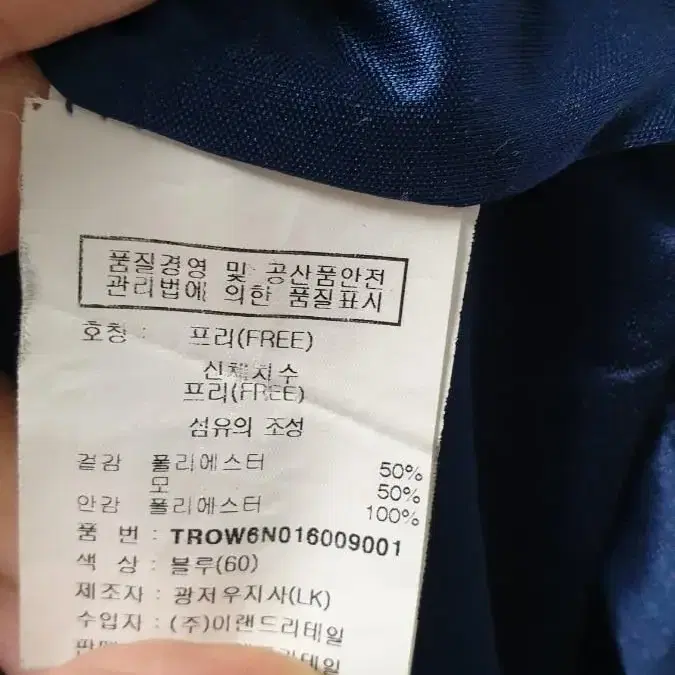 품질경영 및 공산품안전
관리법에 의한 품질표시
호칭 : 프리(FREE)
신체치수
프리(FREE)
섬유의 조성
겉감 폴리에스터 50%
모 50%
안감 폴리에스터 100%
품 번 : TROW6N016009001
색 상 : 블루(60)
제조자 : 광저우지사(LK)
수입자 : (주)이랜드리테일